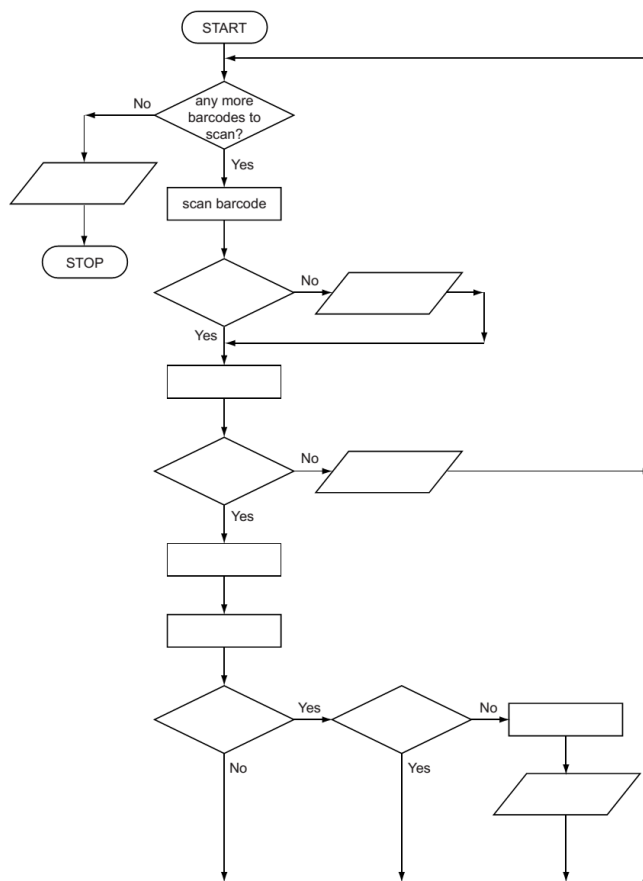 START
No
any more
barcodes to
scan?
Yes
scan barcode
STOP
No
Yes
No
Yes
Yes
No
No
Yes